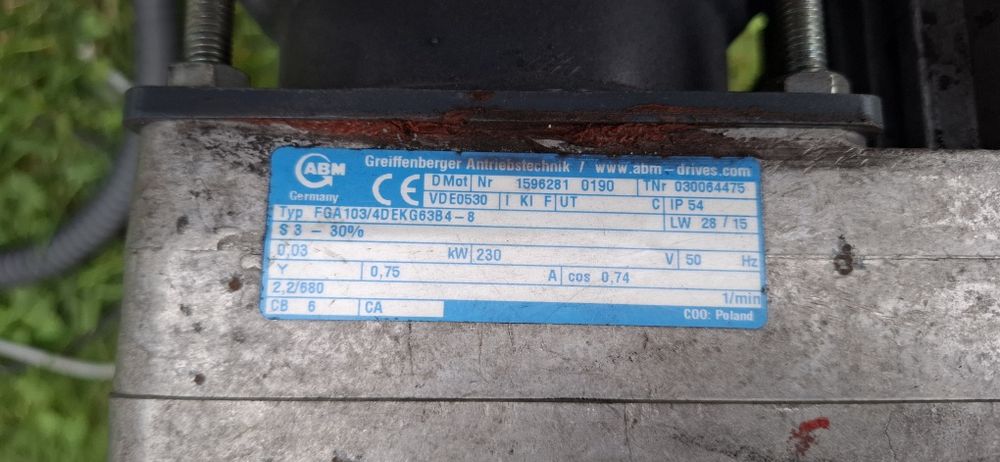 ABM
Germany
Greiffenberger Antriebstechnik / www.abm-drives.com
CE
D Mot Nr 1596281 0190 TNr 030064475
VDE0530 I Kl F UT C IP 54
Typ FGA103/4DEKG63B4-8 LW 28 / 15
S 3 - 30%
0,03 kW 230 V 50 Hz
Y 0,75 A cos 0,74
2,2/680 1/min
CB 6 CA
COO: Poland